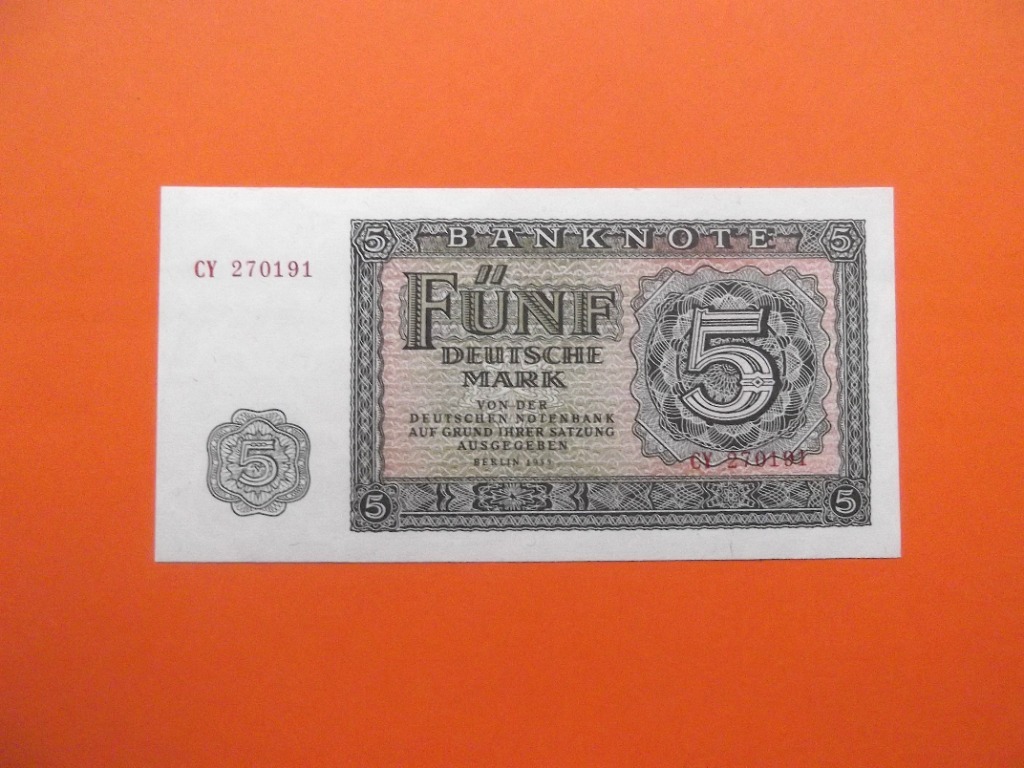 5 BANKNOTE 5
CY 270191
FÜNF
DEUTSCHE
MARK
5
VON DER
DEUTSCHEN NOTENBANK
AUF GRUND IHRER SATZUNG
AUSGEGEBEN
BERLIN 1955
5
CY 270191
5 5